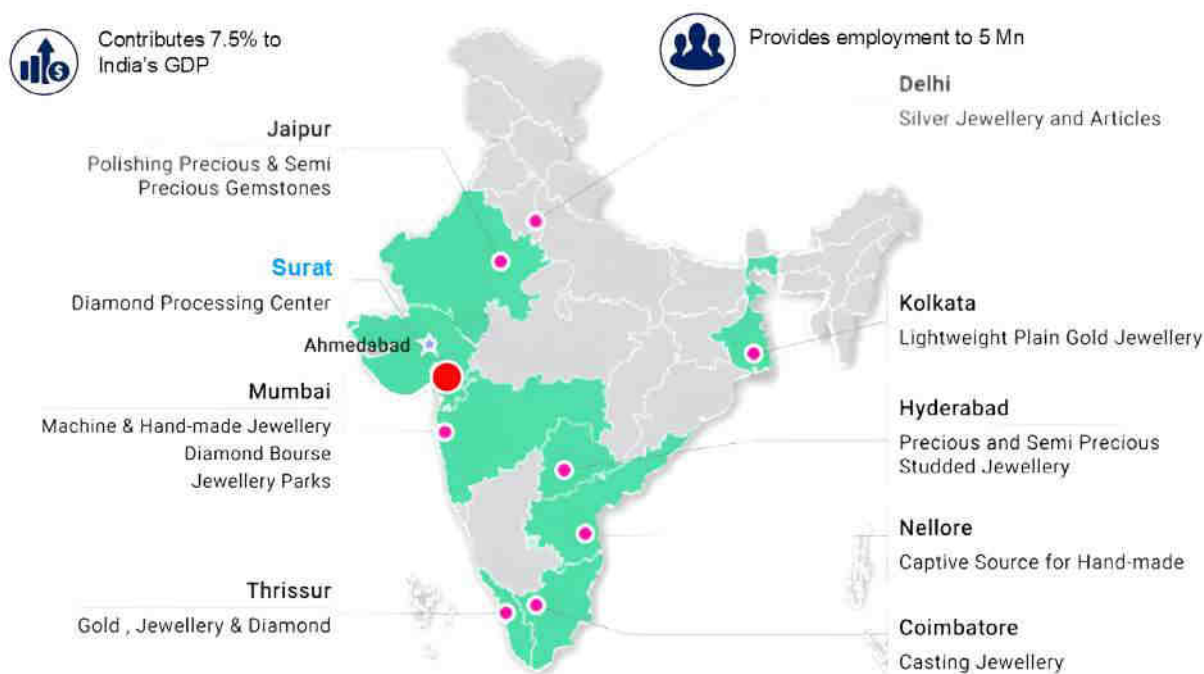 Contributes 7.5% to
India's GDP
Provides employment to 5 Mn
Delhi
Silver Jewellery and Articles
Jaipur
Polishing Precious & Semi
Precious Gemstones
Surat
Diamond Processing Center
Ahmedabad
Kolkata
Lightweight Plain Gold Jewellery
Mumbai
Machine & Hand-made Jewellery
Diamond Bourse
Jewellery Parks
Hyderabad
Precious and Semi Precious
Studded Jewellery
Nellore
Captive Source for Hand-made
Thrissur
Gold , Jewellery & Diamond
Coimbatore
Casting Jewellery